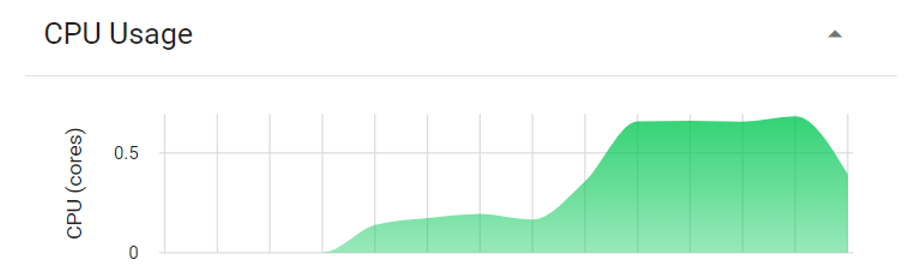 CPU Usage
CPU (cores)
0.5
0